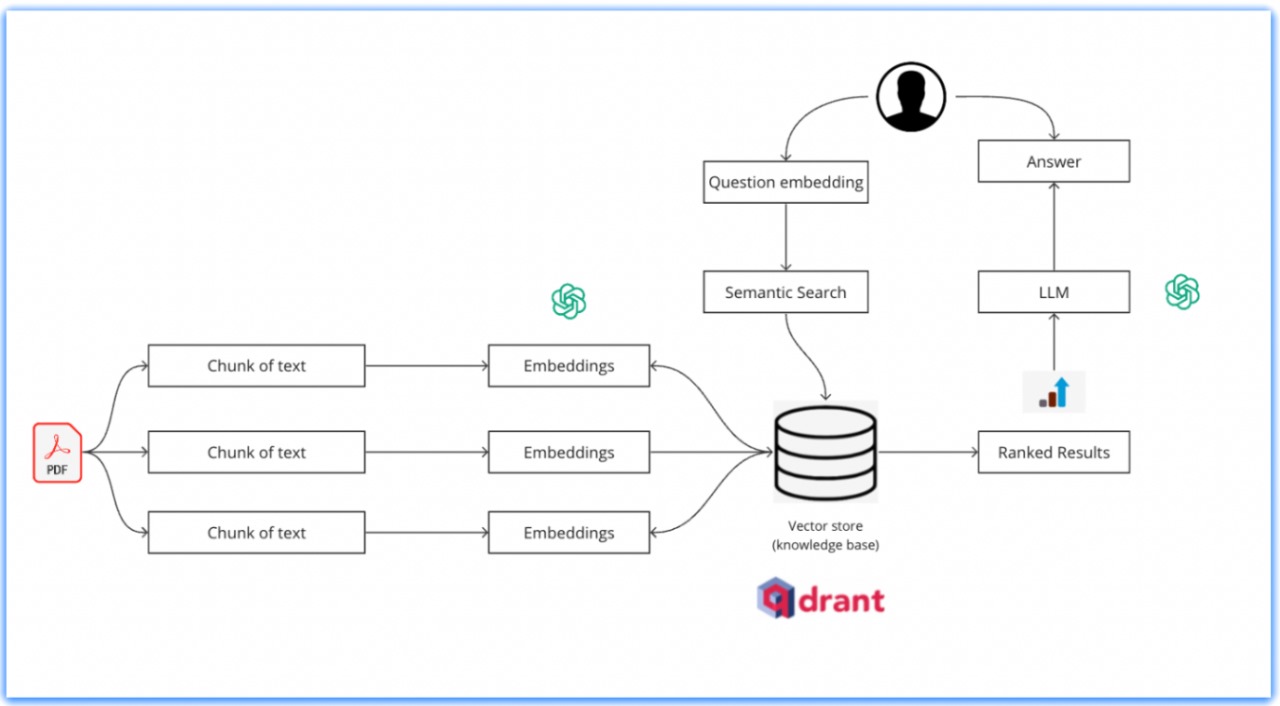 Question embedding
Answer
Semantic Search
LLM
Chunk of text
Embeddings
PDF
Chunk of text
Embeddings
Ranked Results
Chunk of text
Embeddings
Vector store
(knowledge base)
qdrant